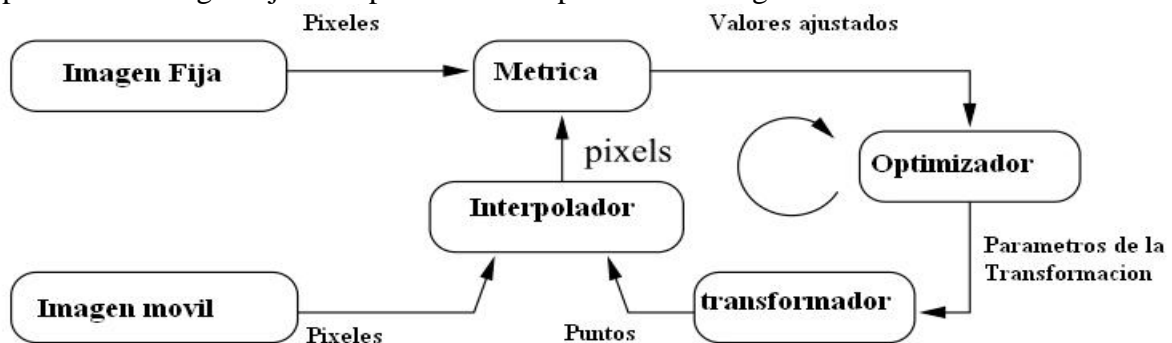 Pixeles
Valores ajustados
Imagen Fija
Metrica
pixels
Optimizador
Interpolador
Parametros de la
Transformacion
Imagen movil
transformador
Pixeles
Puntos